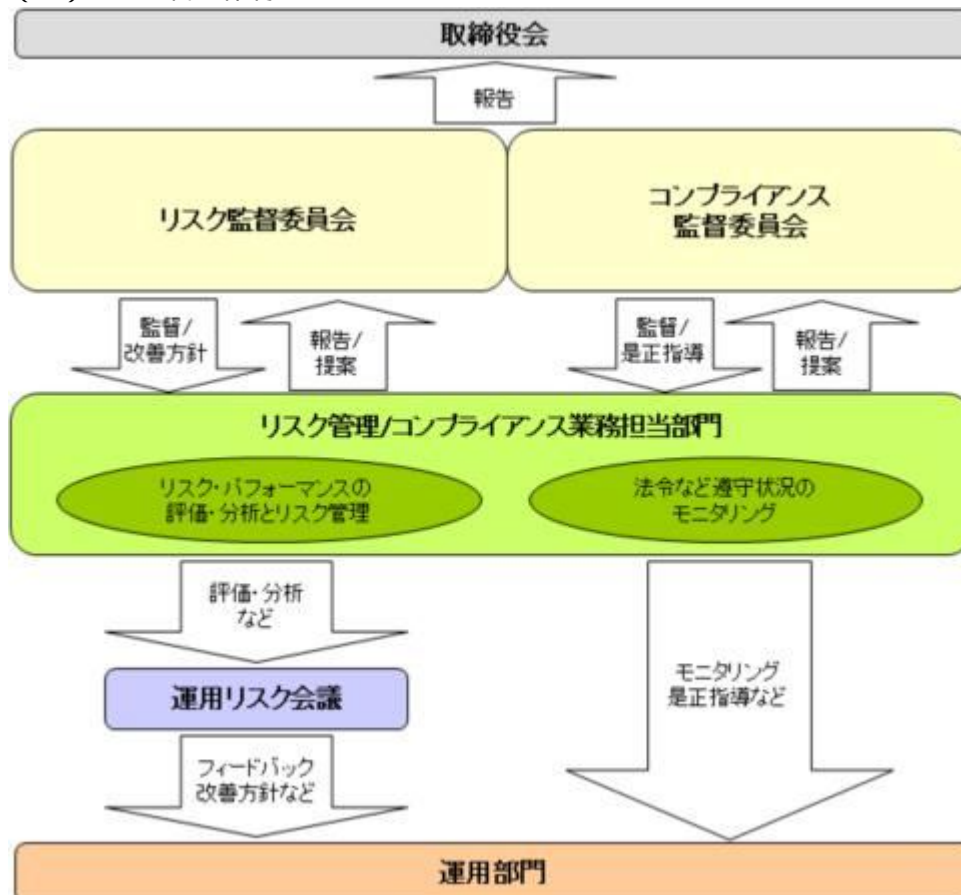 取締役会
報告
リスク監督委員会
コンプライアンス
監督委員会
監督/
改善方針
報告/
提案
監督/
是正指導
報告/
提案
リスク管理/コンプライアンス業務担当部門
リスク・パフォーマンスの
評価・分析とリスク管理
法令など遵守状況の
モニタリング
評価・分析
など
運用リスク会議
モニタリング
是正指導など
フィードバック
改善方針など
運用部門